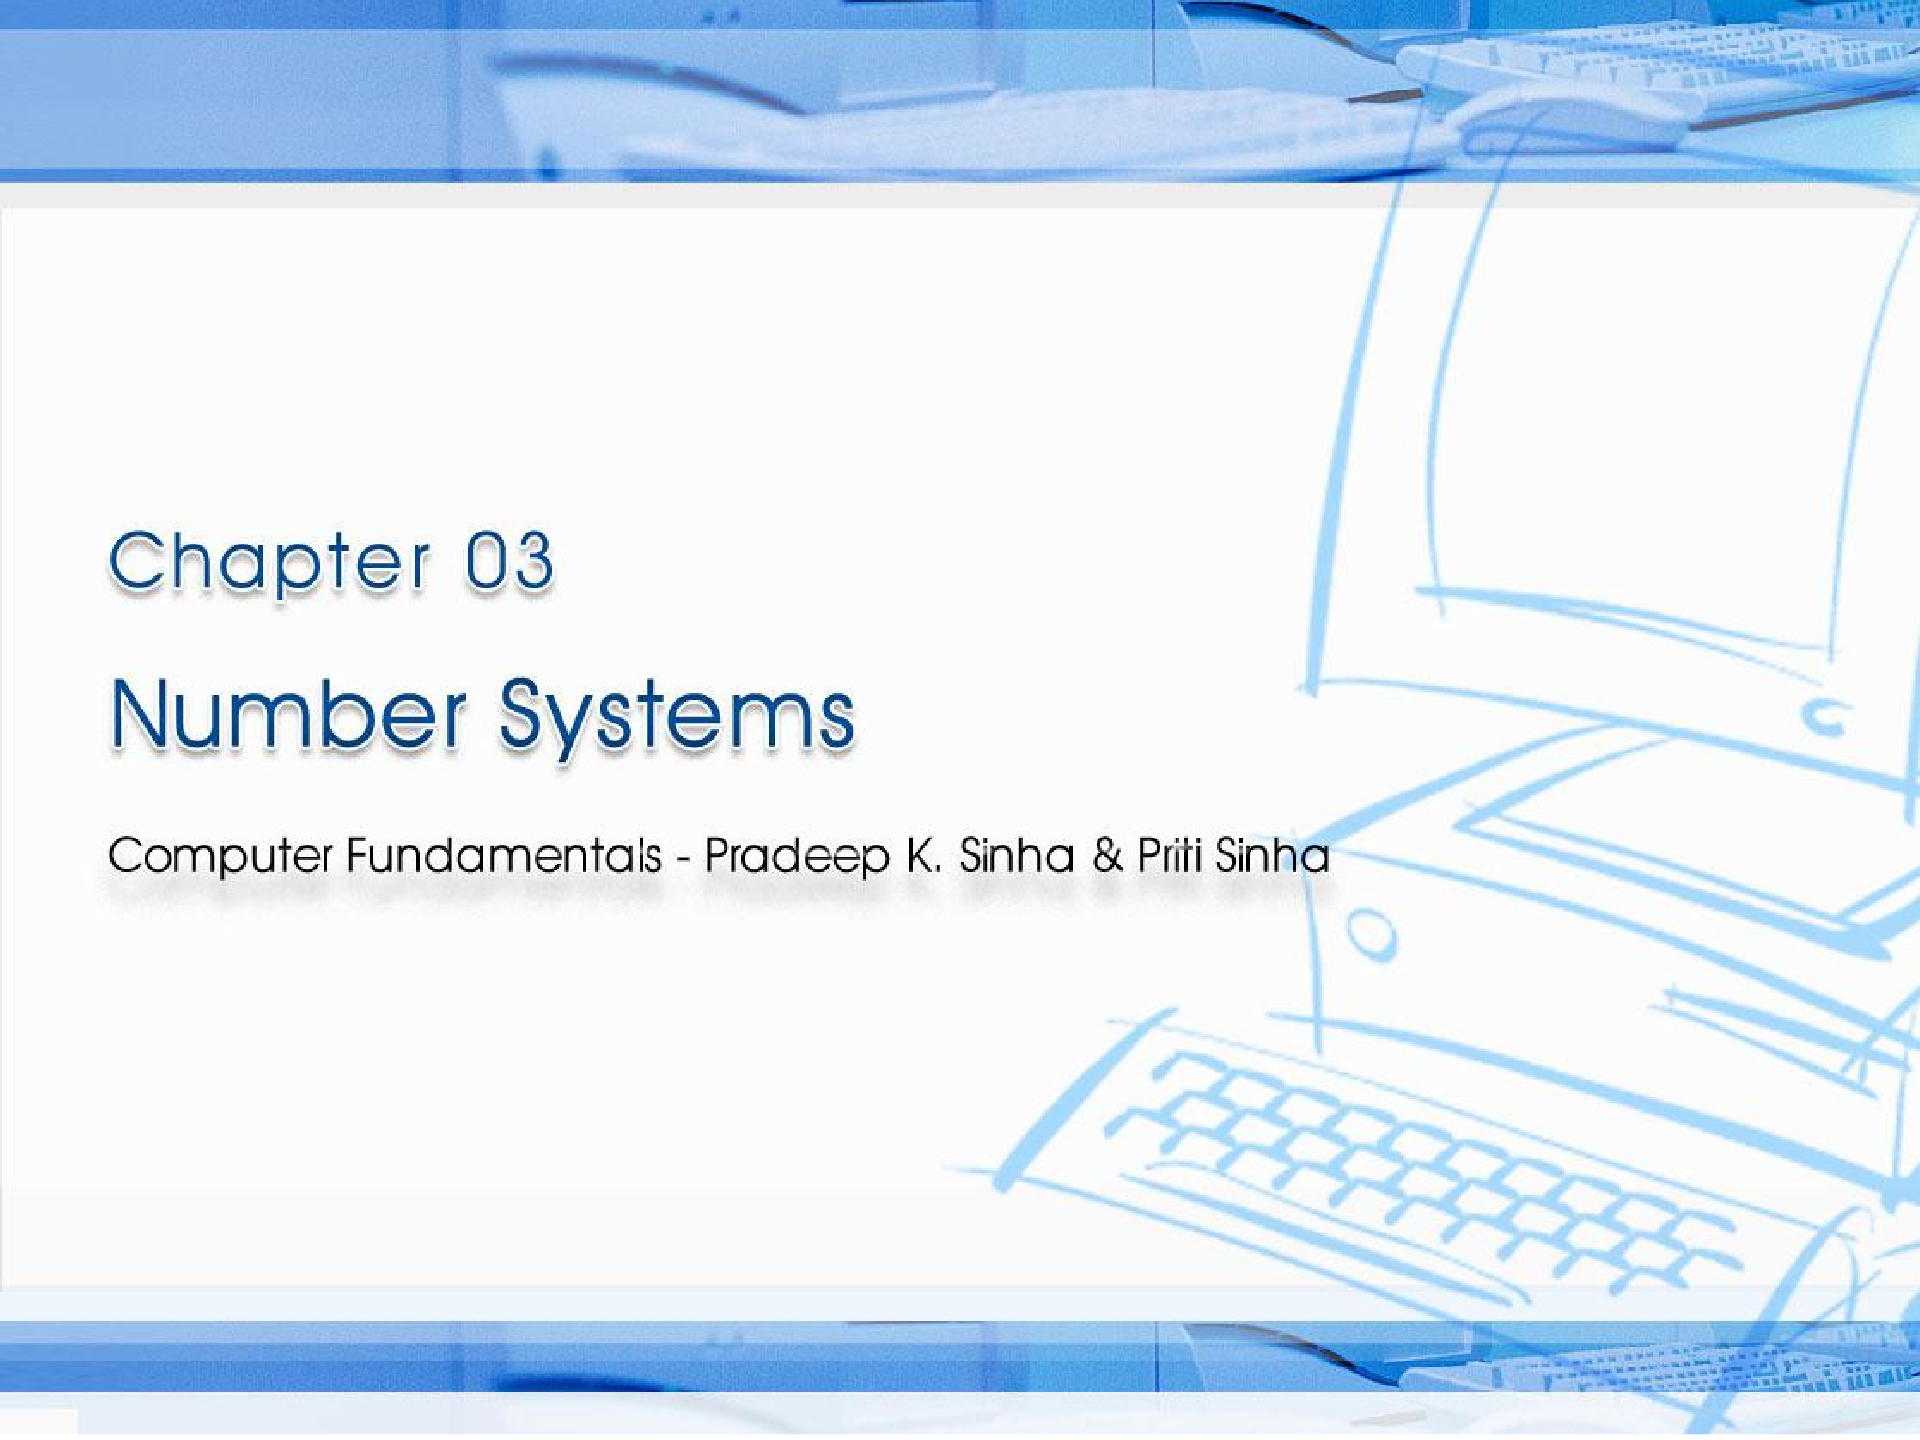 Chapter 03
Number Systems
Computer Fundamentals - Pradeep K. Sinha & Priti Sinha